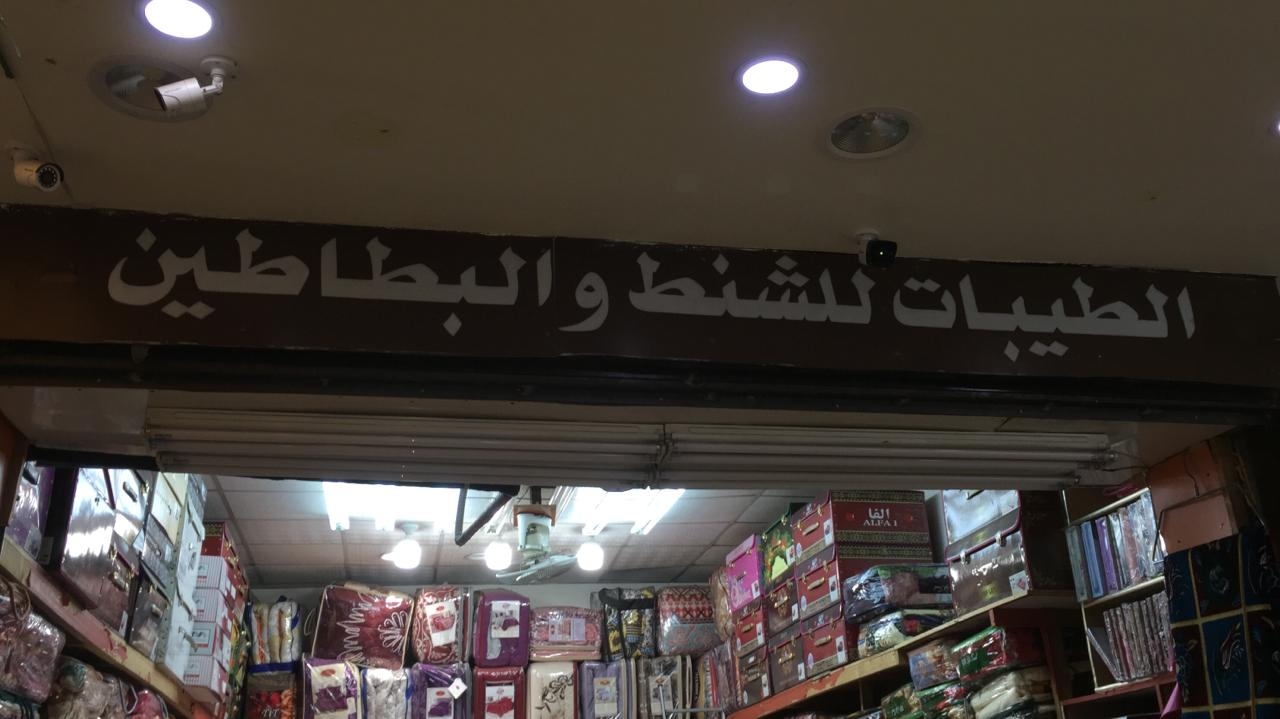 الطيبات للشنط والبطاطين
الفا
ALFA 1